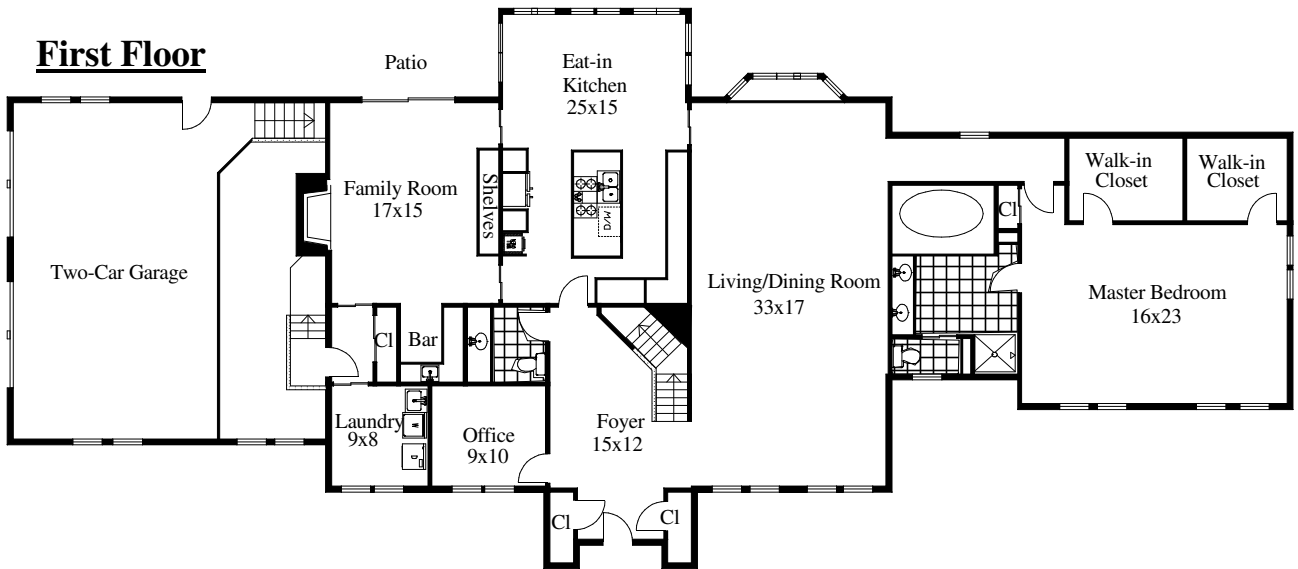 First Floor
Patio
Eat-in
Kitchen
25x15
Walk-in
Closet
Walk-in
Closet
Family Room
17x15
Shelves
D/W
Cl
Two-Car Garage
Living/Dining Room
33x17
Master Bedroom
16x23
Cl
Bar
Laundry
9x8
Office
9x10
Foyer
15x12
Cl
Cl